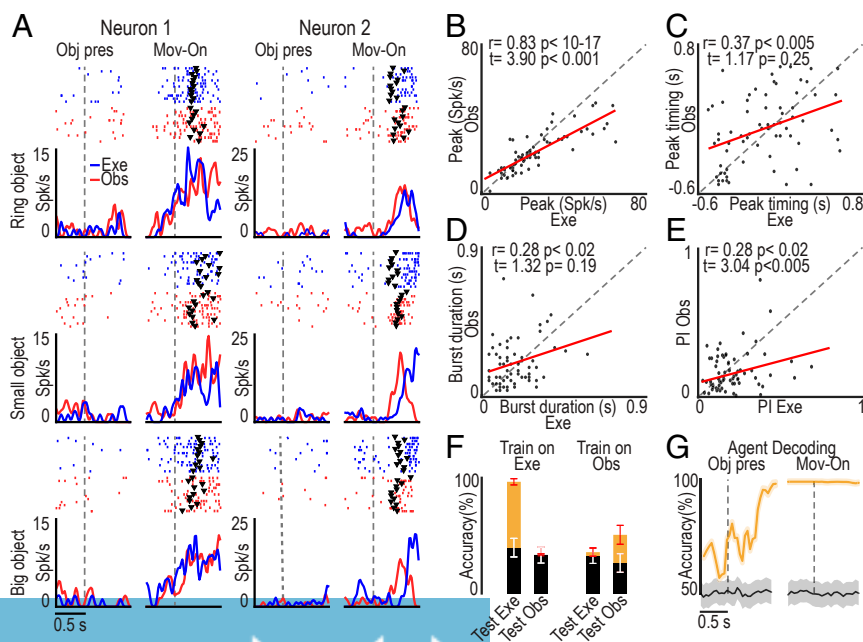 A
Neuron 1
Neuron 2
Obj pres
Mov-On
Obj pres
Mov-On
Ring object
Spk/s
15
0
Exe
Obs
25
0
Small object
Spk/s
15
0
25
0
Big object
Spk/s
15
0
25
0
0.5 s
B
r= 0.83 p< 10-17
t= 3.90 p< 0.001
80
Peak (Spk/s)
Obs
0
0
Peak (Spk/s)
80
Exe
C
r= 0.37 p< 0.005
t= 1.17 p= 0.25
0.8
Peak timing (s)
Obs
-0.6
-0.6
Peak timing (s)
0.8
Exe
D
r= 0.28 p< 0.02
t= 1.32 p= 0.19
0.9
Burst duration (s)
Obs
0
0
Burst duration (s)
0.9
Exe
E
r= 0.28 p< 0.02
t= 3.04 p<0.005
1
PI Obs
0
0
PI Exe
1
F
Train on
Exe
Train on
Obs
100
Accuracy(%)
0
Test Exe
Test Obs
Test Exe
Test Obs
G
Agent Decoding
Obj pres
Mov-On
100
Accuracy(%)
50
0.5 s